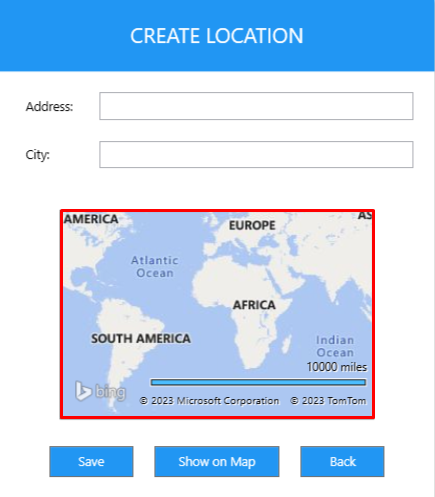 CREATE LOCATION
Address:
City:
AMERICA
AS
EUROPE
Atlantic
Ocean
AFRICA
SOUTH AMERICA
Indian
Ocean
10000 miles
bing
© 2023 Microsoft Corporation © 2023 TomTom
Save Show on Map Back